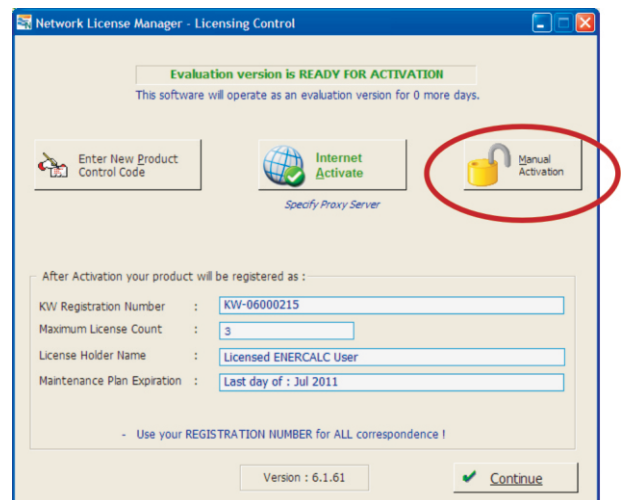 Network License Manager - Licensing Control
Evaluation version is READY FOR ACTIVATION
This software will operate as an evaluation version for 0 more days.
Enter New Product
Control Code
Internet
Activate
Manual
Activation
Specify Proxy Server
After Activation your product will be registered as :
KW Registration Number : KW-06000215
Maximum License Count : 3
License Holder Name : Licensed ENERCALC User
Maintenance Plan Expiration : Last day of : Jul 2011
- Use your REGISTRATION NUMBER for ALL correspondence !
Version : 6.1.61
Continue